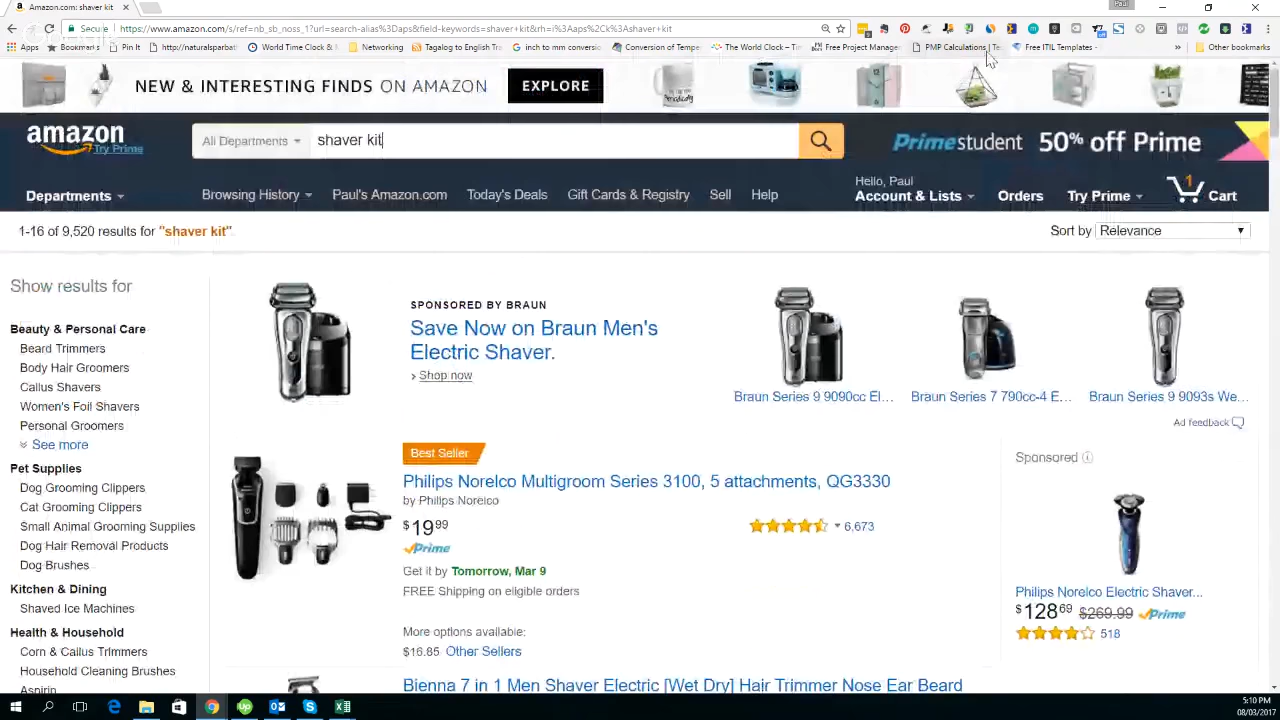 Amazon.com: shaver kit
Paul
Secure
https://www.amazon.com/s/ref=nb_sb_noss_1?url=search-alias%3Daps&field-keywords=shaver+kit&rh=i%3Aaps%2Ck%3Ashaver+kit
Apps
Bookmarks
Pin It
http://naturalsparbat
World Time Clock &
Networking
Tagalog to English Tra
inch to mm conversio
Conversion of Tempe
The World Clock – Tim
Free Project Manage
PMP Calculations | Te
Free ITIL Templates -
»
Other bookmarks
NEW & INTERESTING FINDS ON AMAZON
EXPLORE
amazon
Try Prime
All Departments
shaver kit
Prime student 50% off Prime
Departments
Browsing History
Paul's Amazon.com
Today's Deals
Gift Cards & Registry
Sell
Help
Hello, Paul
Account & Lists
Orders
Try Prime
1
Cart
1-16 of 9,520 results for "shaver kit"
Sort by
Relevance
Show results for
Beauty & Personal Care
Beard Trimmers
Body Hair Groomers
Callus Shavers
Women's Foil Shavers
Personal Groomers
See more
Pet Supplies
Dog Grooming Clippers
Cat Grooming Clippers
Small Animal Grooming Supplies
Dog Hair Removal Products
Dog Brushes
Kitchen & Dining
Shaved Ice Machines
Health & Household
Corn & Callus Trimmers
Household Cleaning Brushes
Aspirin
SPONSORED BY BRAUN
Save Now on Braun Men's
Electric Shaver.
› Shop now
Braun Series 9 9090cc El...
Braun Series 7 790cc-4 E...
Braun Series 9 9093s We...
Ad feedback
Best Seller
Philips Norelco Multigroom Series 3100, 5 attachments, QG3330
by Philips Norelco
$19 99
Prime
6,673
Get it by Tomorrow, Mar 9
FREE Shipping on eligible orders
More options available:
$16.85 Other Sellers
Sponsored
Philips Norelco Electric Shaver...
$128 69 $269.99 Prime
518
Bienna 7 in 1 Men Shaver Electric [Wet Dry] Hair Trimmer Nose Ear Beard
5:10 PM
08/03/2017